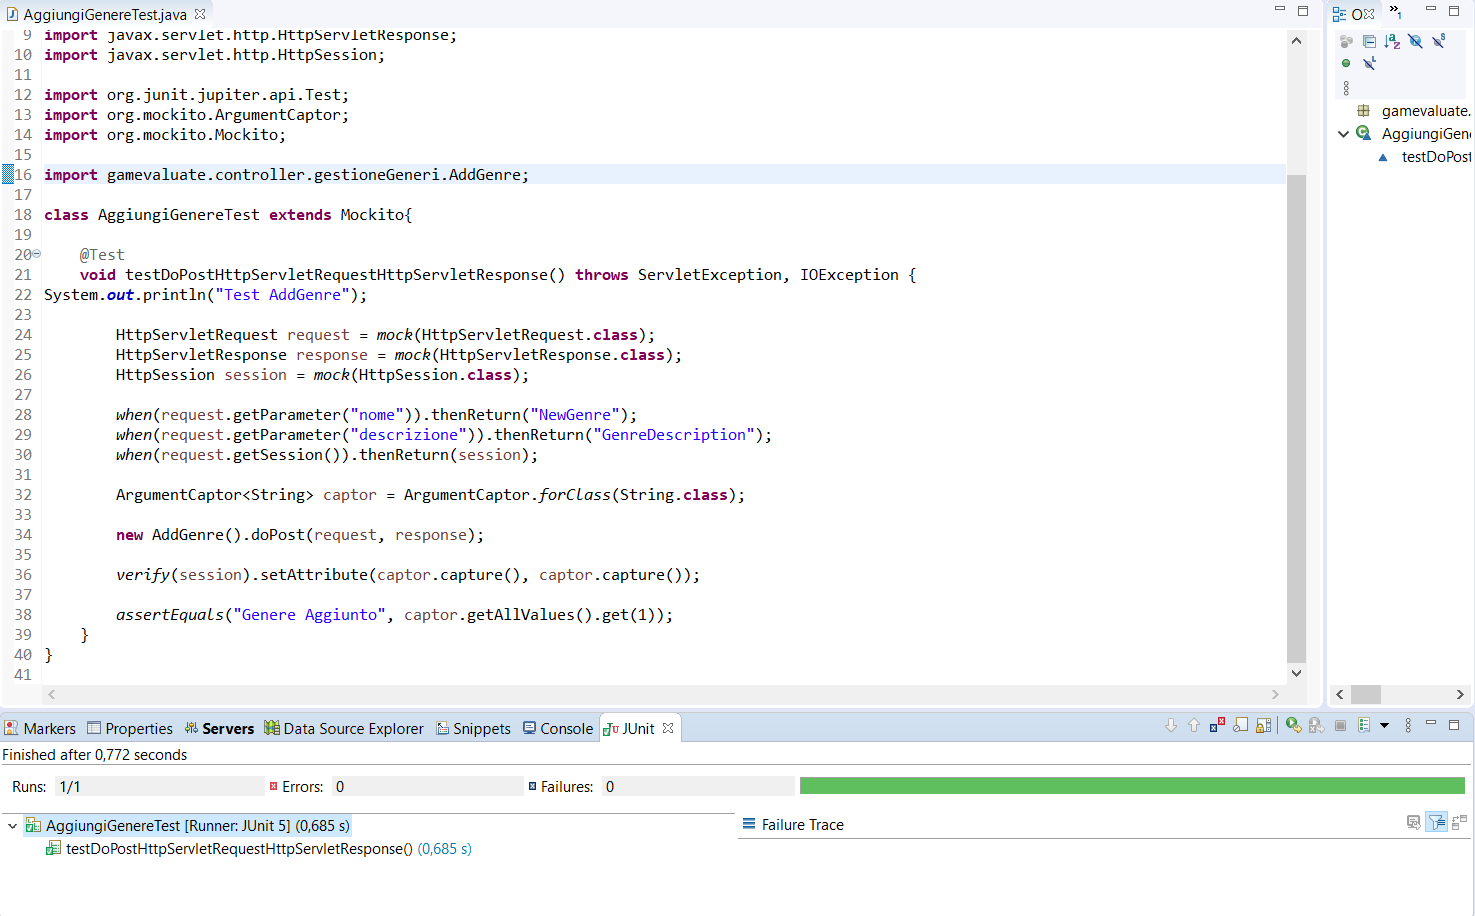 AggiungiGenereTest.java
9 import javax.servlet.http.HttpServletResponse;
10 import javax.servlet.http.HttpSession;
11
12 import org.junit.jupiter.api.Test;
13 import org.mockito.ArgumentCaptor;
14 import org.mockito.Mockito;
15
16 import gamevaluate.controller.gestioneGeneri.AddGenre;
17
18 class AggiungiGenereTest extends Mockito{
19
20 @Test
21 void testDoPostHttpServletRequestHttpServletResponse() throws ServletException, IOException {
22 System.out.println("Test AddGenre");
23
24 HttpServletRequest request = mock(HttpServletRequest.class);
25 HttpServletResponse response = mock(HttpServletResponse.class);
26 HttpSession session = mock(HttpSession.class);
27
28 when(request.getParameter("nome")).thenReturn("NewGenre");
29 when(request.getParameter("descrizione")).thenReturn("GenreDescription");
30 when(request.getSession()).thenReturn(session);
31
32 ArgumentCaptor<String> captor = ArgumentCaptor.forClass(String.class);
33
34 new AddGenre().doPost(request, response);
35
36 verify(session).setAttribute(captor.capture(), captor.capture());
37
38 assertEquals("Genere Aggiunto", captor.getAllValues().get(1));
39 }
40 }
41
O
»1
gamevaluate.
AggiungiGen
testDoPost
Markers Properties Servers Data Source Explorer Snippets Console JUnit
Finished after 0,772 seconds
Runs: 1/1 Errors: 0 Failures: 0
AggiungiGenereTest [Runner: JUnit 5] (0,685 s)
testDoPostHttpServletRequestHttpServletResponse() (0,685 s)
Failure Trace